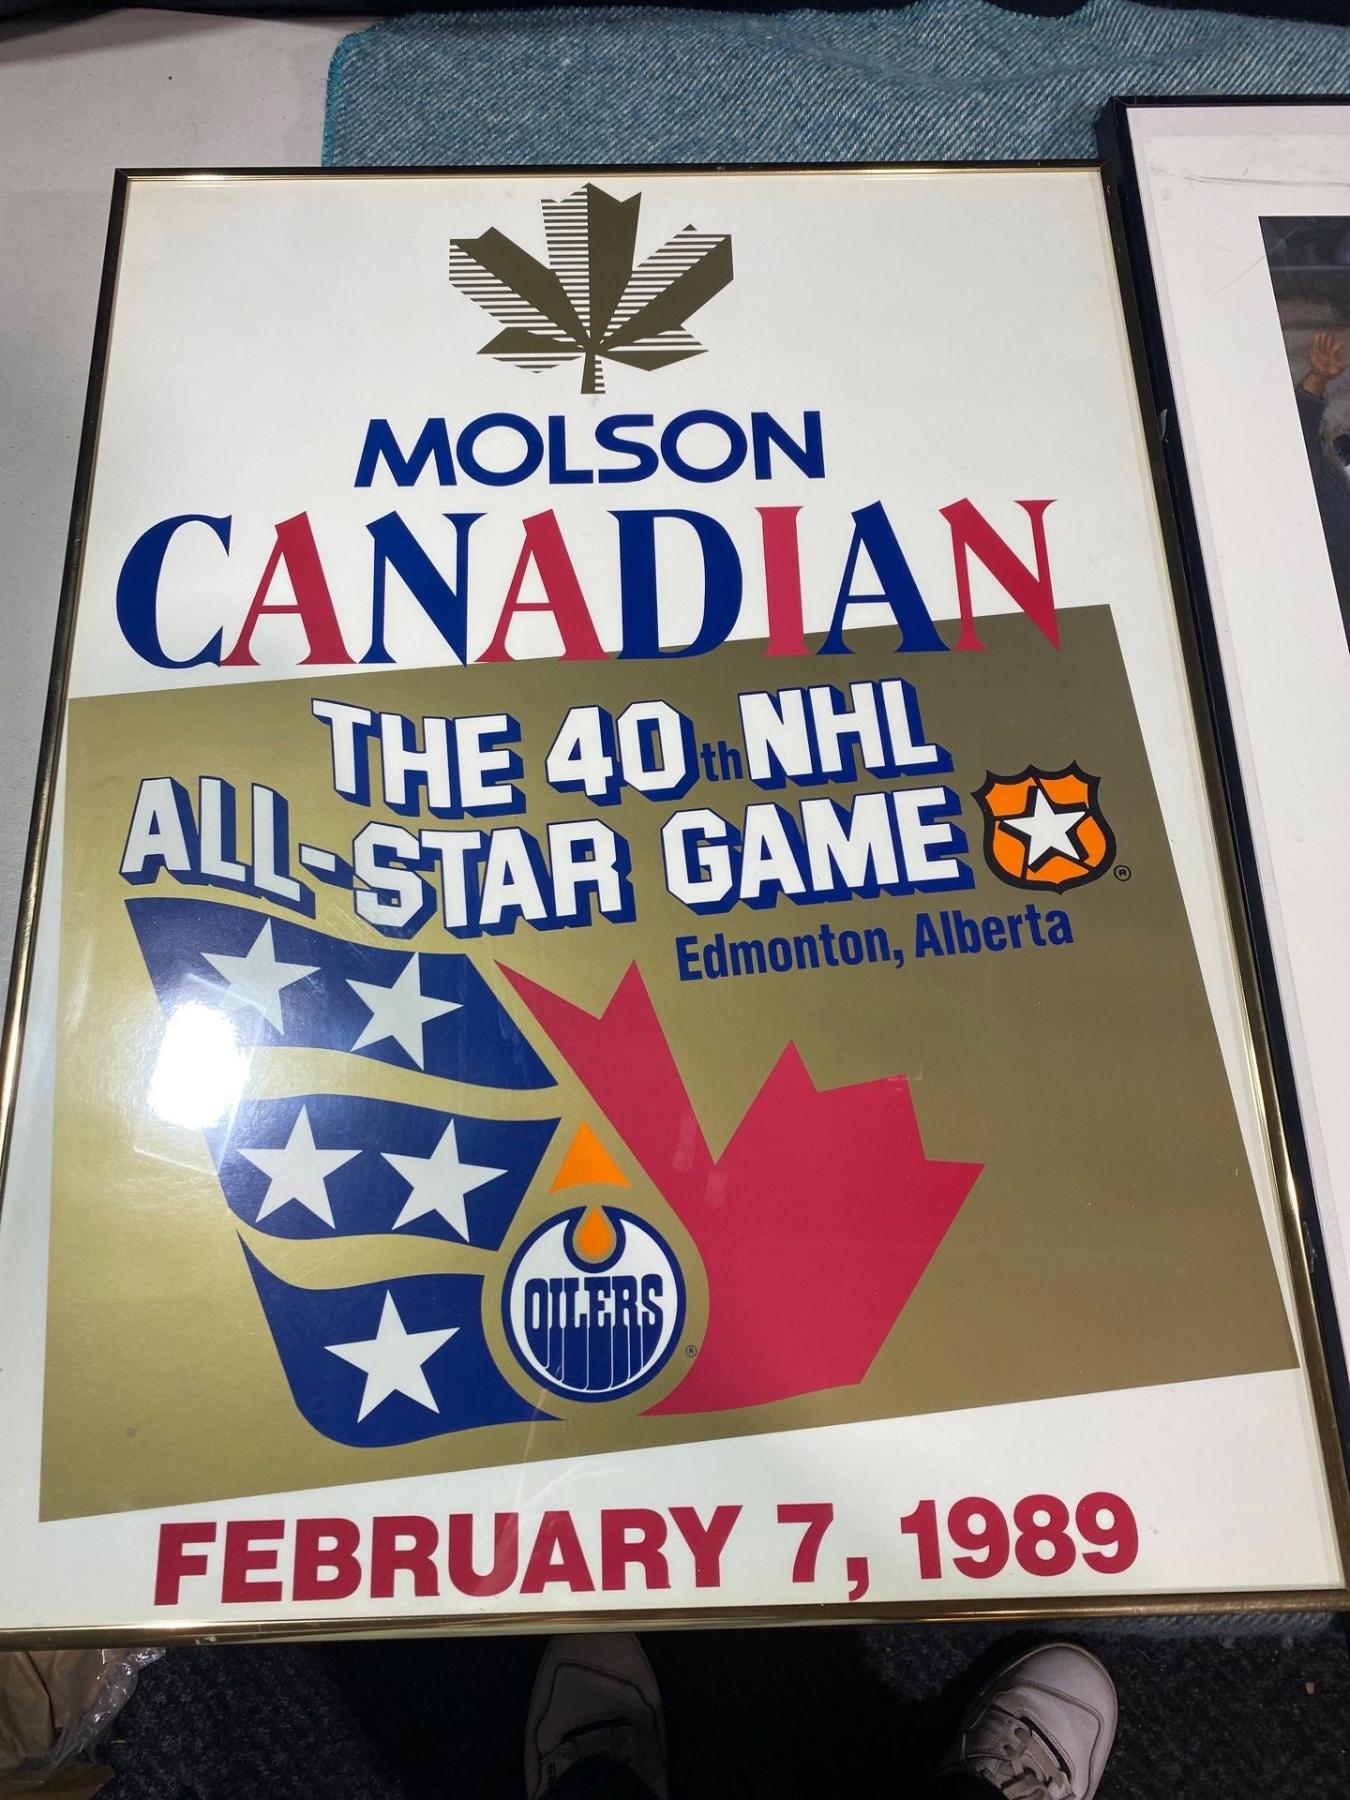 MOLSON
CANADIAN
THE 40th NHL
ALL-STAR GAME
®
Edmonton, Alberta
OILERS
®
FEBRUARY 7, 1989